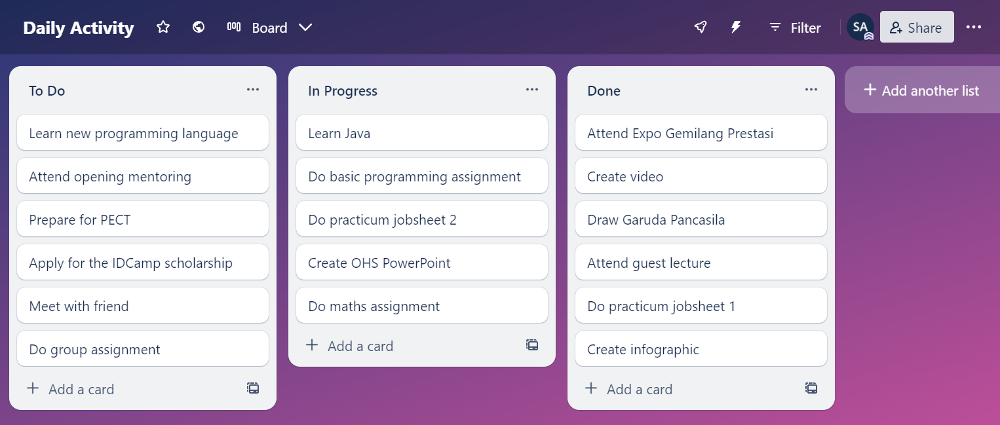 Daily Activity
Board
Filter
SA
Share
To Do
Learn new programming language
Attend opening mentoring
Prepare for PECT
Apply for the IDCamp scholarship
Meet with friend
Do group assignment
Add a card
In Progress
Learn Java
Do basic programming assignment
Do practicum jobsheet 2
Create OHS PowerPoint
Do maths assignment
Add a card
Done
Attend Expo Gemilang Prestasi
Create video
Draw Garuda Pancasila
Attend guest lecture
Do practicum jobsheet 1
Create infographic
Add a card
Add another list